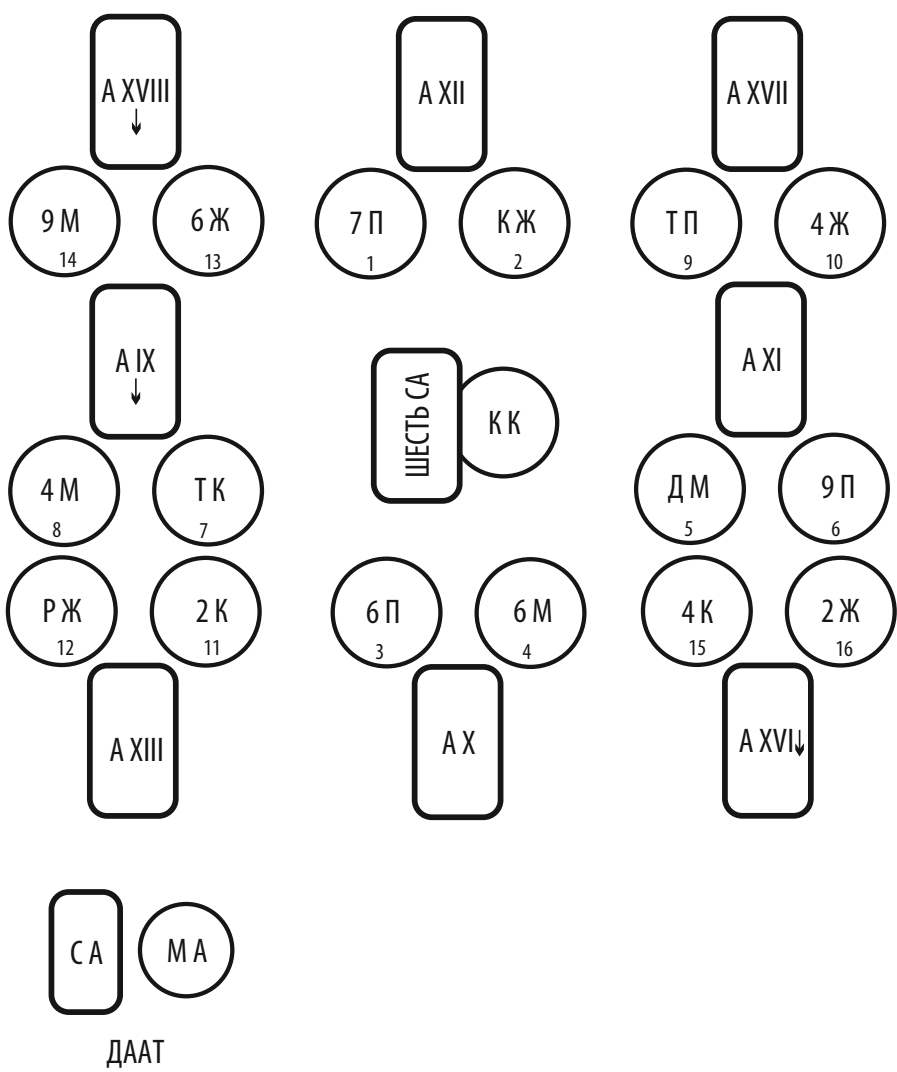 А XVIII
А XII
А XVII
9 М
14
6 Ж
13
7 П
1
К Ж
2
Т П
9
4 Ж
10
А IX
ШЕСТЬ СА
К К
А XI
4 М
8
Т К
7
Д М
5
9 П
6
Р Ж
12
2 К
11
6 П
3
6 М
4
4 К
15
2 Ж
16
А XIII
А X
А XVI
С А
М А
ДААТ